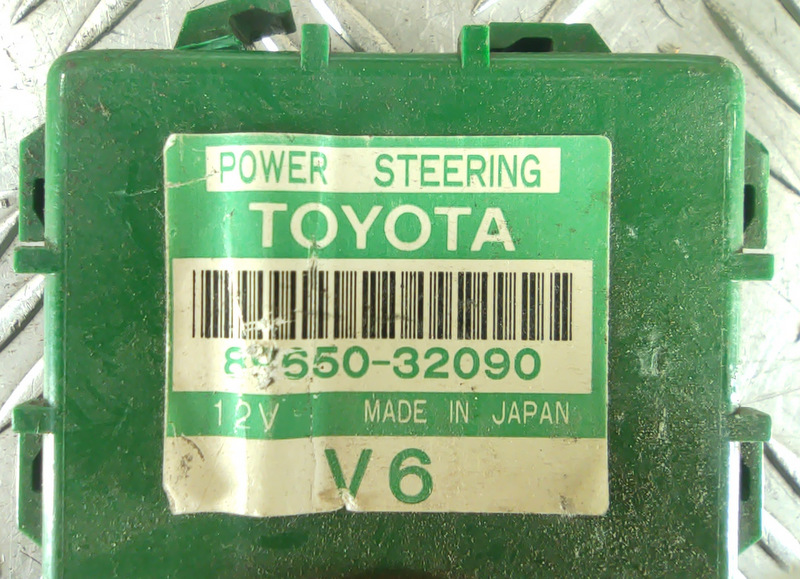 POWER STEERING
TOYOTA
650-32090
12V MADE IN JAPAN
V6